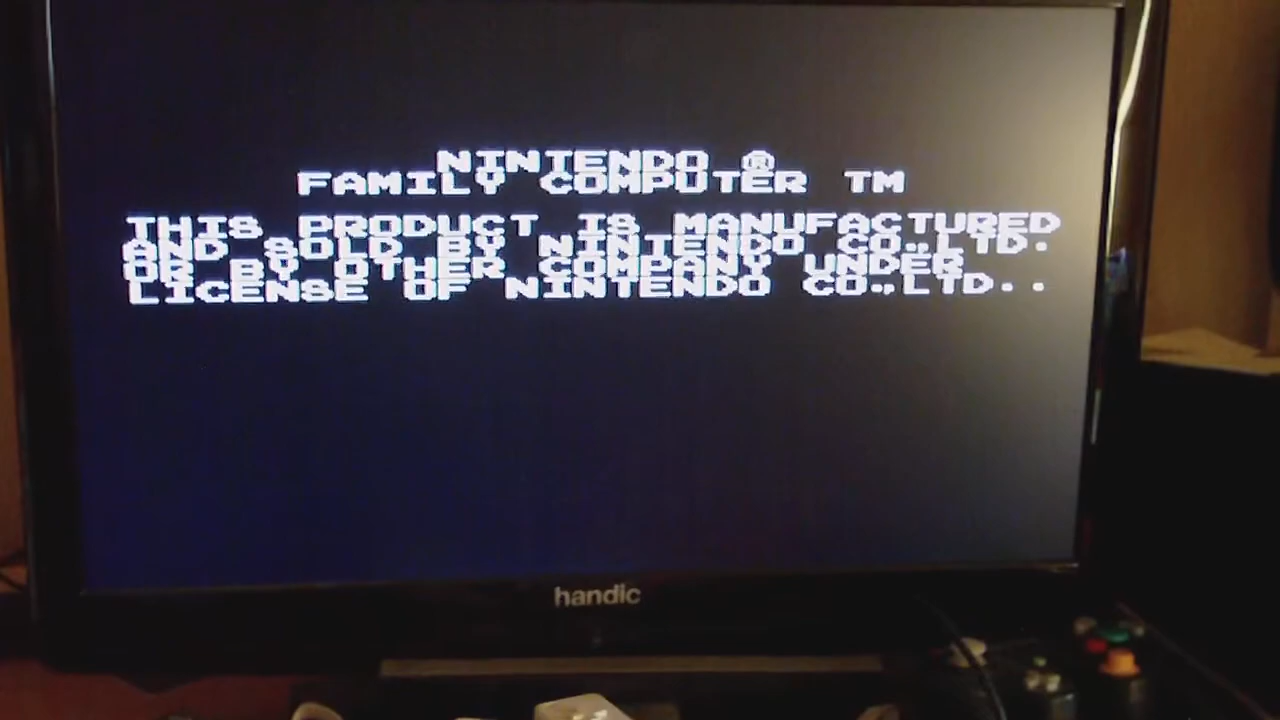 NINTENDO ®
FAMILY COMPUTER TM
THIS PRODUCT IS MANUFACTURED
AND SOLD BY NINTENDO CO.,LTD.
OR BY OTHER COMPANY UNDER
LICENSE OF NINTENDO CO.,LTD..
handic